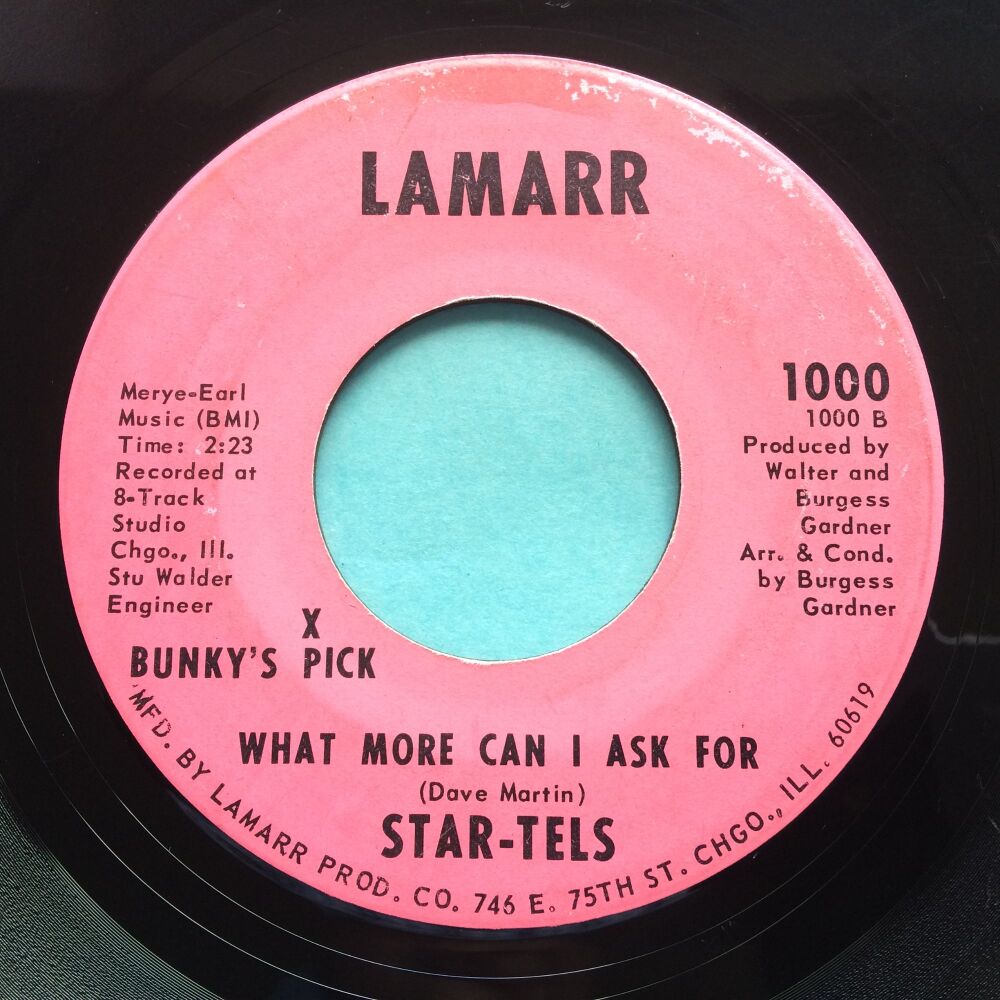 LAMARR
Merye-Earl
Music (BMI)
Time: 2:23
Recorded at
8-Track
Studio
Chgo., Ill.
Stu Walder
Engineer
1000
1000 B
Produced by
Walter and
Burgess
Gardner
Arr. & Cond.
by Burgess
Gardner
X
BUNKY'S PICK
WHAT MORE CAN I ASK FOR
(Dave Martin)
STAR-TELS
MFD. BY LAMARR PROD. CO. 746 E. 75TH ST. CHGO., ILL. 60619